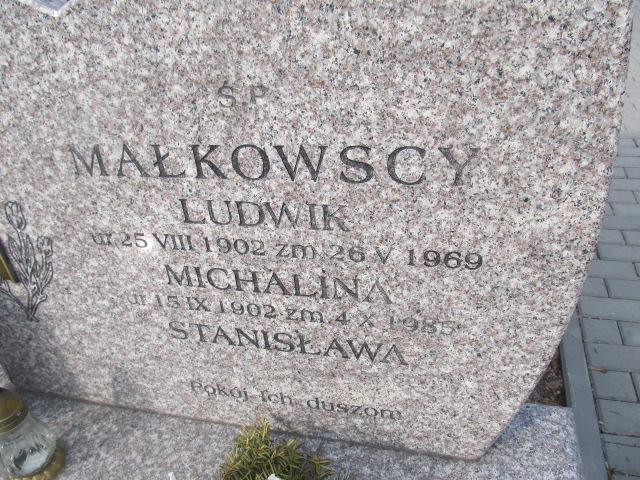 Ś P
MAŁKOWSCY
LUDWIK
ur. 25 VIII 1902 zm. 26 V 1969
MICHALINA
ur 15 IX 1902 zm. 4 X 1985
STANISŁAWA
Pokój Ich duszom